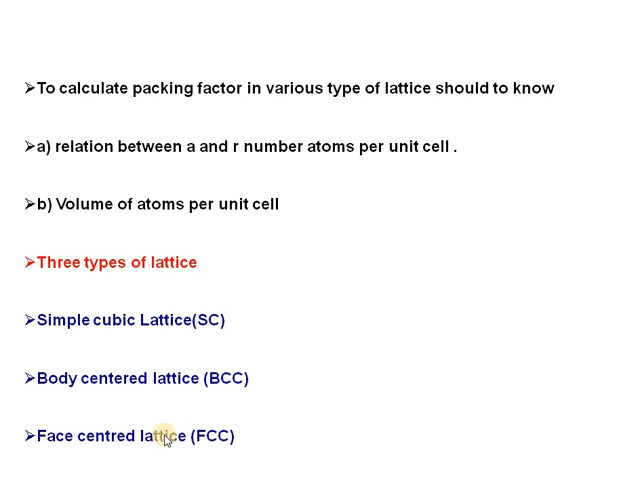 ➢To calculate packing factor in various type of lattice should to know
➢a) relation between a and r number atoms per unit cell .
➢b) Volume of atoms per unit cell
➢Three types of lattice
➢Simple cubic Lattice(SC)
➢Body centered lattice (BCC)
➢Face centred lattice (FCC)